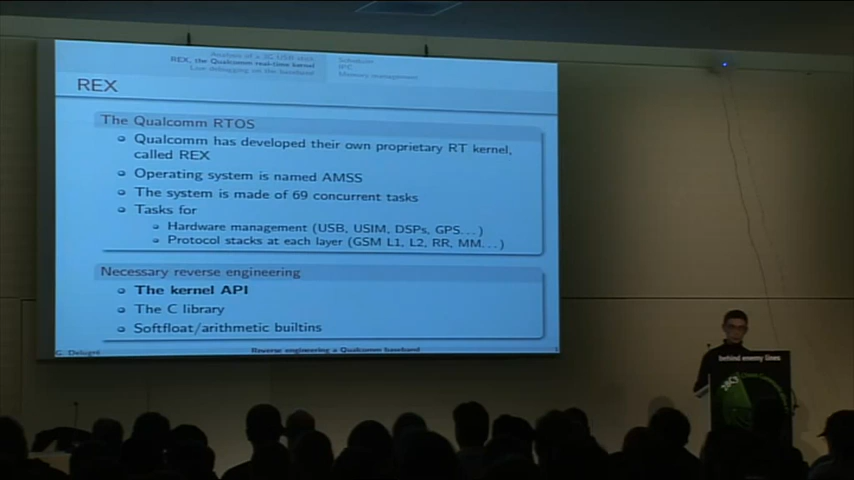 Analysis of a 3G USB stick
REX, the Qualcomm real-time kernel
Live debugging on the baseband
Scheduler
IPC
Memory management
REX
The Qualcomm RTOS
Qualcomm has developed their own proprietary RT kernel,
called REX
Operating system is named AMSS
The system is made of 69 concurrent tasks
Tasks for
Hardware management (USB, USIM, DSPs, GPS...)
Protocol stacks at each layer (GSM L1, L2, RR, MM...)
Necessary reverse engineering
The kernel API
The C library
Softfloat/arithmetic builtins
G. Delugré
Reverse engineering a Qualcomm baseband
behind enemy lines